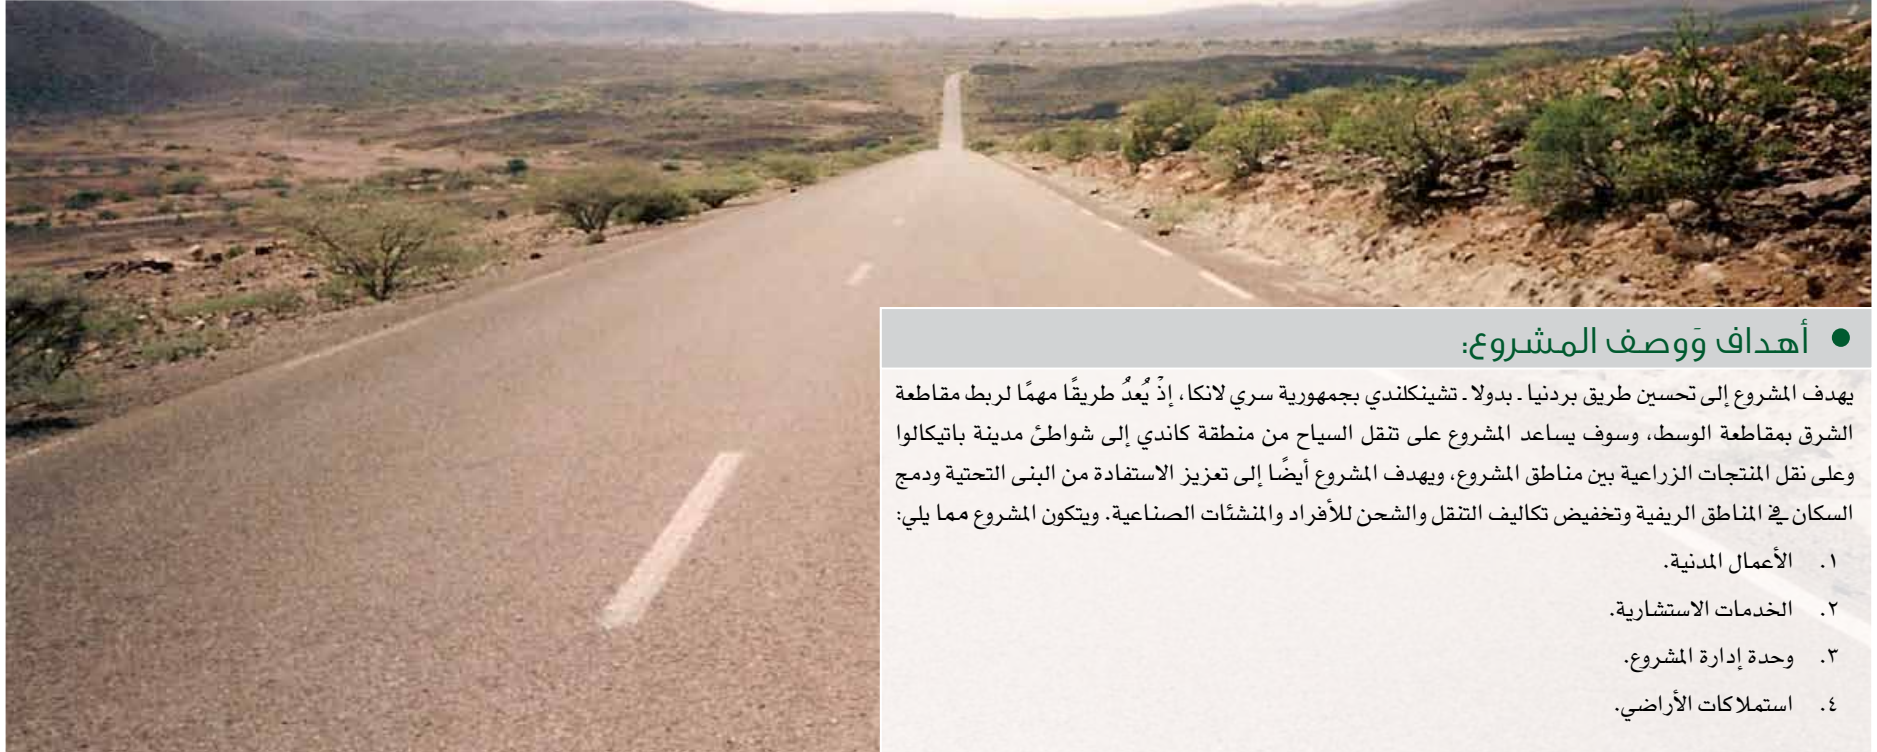 • أهداف وَوصف المشروع:
يهدف المشروع إلى تحسين طريق بردنيا ـ بدولا ـ تشينكلندي بجمهورية سري لانكا، إذْ يُعدُ طريقًا مهمًا لربط مقاطعة
الشرق بمقاطعة الوسط، وسوف يساعد المشروع على تنقل السياح من منطقة كاندي إلى شواطئ مدينة باتيكالوا
وعلى نقل المنتجات الزراعية بين مناطق المشروع، ويهدف المشروع أيضًا إلى تعزيز الاستفادة من البنى التحتية ودمج
السكان في المناطق الريفية وتخفيض تكاليف التنقل والشحن للأفراد والمنشئات الصناعية. ويتكون المشروع مما يلي:
١. الأعمال المدنية.
٢. الخدمات الاستشارية.
٣. وحدة إدارة المشروع.
٤. استملاكات الأراضي.